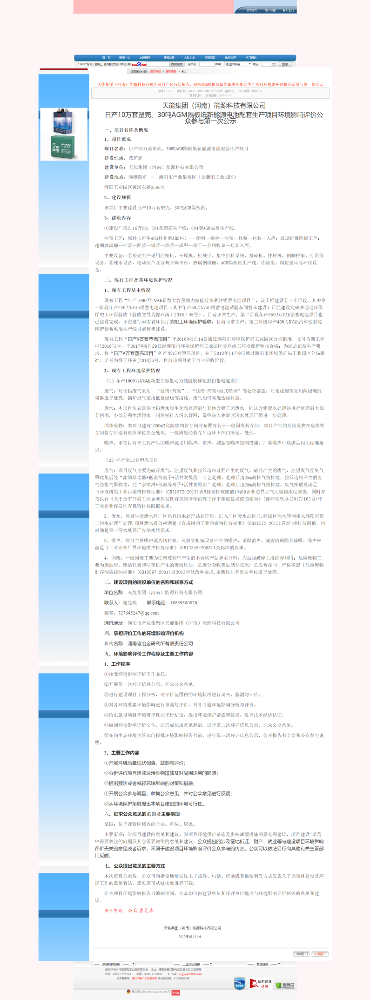 设为首页 加入收藏 联系我们
首 页 新闻中心 走进园区 通知公告 入驻企业 招商项目 政务公开 学习园地
119年7月5日 星期五 请调整您的计算机日期! Bai 百度 百度搜索 用户名: 邮箱: 请选择邮箱 密码: 登录
您现在的位置: 首页新闻 -> 园区通告 -> 全文
天能集团（河南）能源科技有限公司日产10万套塑壳、30吨AGM隔板纸新能源电池配套生产项目环境影响评价公众参与第一次公示
公开形式：主动公开 公开时限：常年公开
发布机构： 发布日期：2019-6-11
天能集团（河南）能源科技有限公司
日产10万套塑壳、30吨AGM隔板纸新能源电池配套生产项目环境影响评价公
众参与第一次公示
天能电池
一、项目名称及概况
1、项目概况
项目名称：日产10万套塑壳、30吨AGM隔板纸新能源电池配套生产项目
建设性质：改扩建
建设单位：天能集团（河南）能源科技有限公司
建设地点：濮濮阳市 - 濮阳市产业集聚区（含濮阳工业园区）
濮阳工业园区黄河东路3566号
2、建设规模
该项目主要建设日产10万套塑壳、30吨AGM隔板纸。
3、建设内容
①建设厂房2.16万m2；②4条塑壳生产线；③4套AGM隔板生产线。
注塑工艺：原料（再生ABS料和新ABS料）---配料—搅拌—注塑—修整—包装—入库；玻璃纤维隔板工艺：
超细玻璃棉—打浆—配浆—储浆—流浆—成型—烘干—分切收卷—包装入库。
主要设备：①塑壳生产采用注塑机、干燥机、机械手、集中供料系统、粉碎机、拌料机、钢制桥架、行吊等
设备。②纯水设备、电动葫芦及合膏升降平台、玻璃钢格栅、AGM隔板纸生产线；③除尘、岗位送风等环保设
备。
二、现有工程及其环境保护情况
1、现有工程基本情况
现有工程“年产1000万kVAh新型大容量动力储能胶体密封铅蓄电池项目”，该工程建设分三个阶段，其中第
一阶段年产250万kVAh铅蓄电池项目（其中年产50万kVAh铅蓄电池试验车间暂未建设）已经建设完成并通过环保
厅竣工环保验收（验收文号为豫环函﹝2016﹞95号），目前正常生产；第二阶段年产350万kVAh铅蓄电池项目也
已建设完成，正在进行河南省环保厅的竣工环境保护验收，目前正常生产；第三阶段年产400万KVAh汽车密封免
维护铅蓄电池生产线目前暂未建设。
现有工程“日产9万套塑壳项目”于2016年3月14日通过濮阳市环境保护局工业园区分局批准，文号为濮工环
审[2016]3号，于2017年9月29日经濮阳市环境保护局工业园区分局竣工环境保护验收合格；为满足正常生产要
求，将“日产9万套塑壳项目”扩产至15套塑壳项目，并于2018年11月9日通过濮阳市环境保护局工业园区分局批
准，文号为濮工环审[2018]6号，目前该项目处于自主验收阶段。
2、现有工程环境保护情况
（1）年产1000万kVAh新型大容量动力储能胶体密封铅蓄电池项目
废气：对含铅废气采用 “滤筒+高效”、“滤筒+高效+湿式喷淋”等处理措施，对化成酸雾采用两级碱液
喷淋进行处理，锅炉烟气采用低氮燃烧等措施，废气均可实现达标排放。
废水：本项目洗衣洗浴含铅废水经生化预处理后与其他含铅工艺废水一同送含铅废水处理站进行处理后大部
分回用，小部分和生活污水一同达标排入污水管网，最终进入集聚区污水处理厂做进一步处理。
固体废物：本项目建有1000m2危险废物暂存间并布置有若干一般固废暂存间，项目产生的危险废物在危废暂
存间暂存后送有资质单位安全处理，一般固废经暂存后由环卫部门清运、处理。
噪声：本项目对于工程产生的噪声源采用隔声、消声、减振等噪声控制措施，厂界噪声可以满足相关标准要
求。
（2）扩产至15套塑壳项目
废气：项目废气主要为破碎废气、注塑废气和拉丝造粒过程产生的废气。破碎产生的废气、注塑废气经集气
罩收集后经“滤筒除尘器+低温等离子+活性炭吸附”工艺处理，处理后由25m高排气筒排放；拉丝造粒产生的废
气经集气罩收集，经“水喷淋+低温等离子+活性炭吸附”处理，处理后由25m高排气筒排放。废气排放要满足
《合成树脂工业污染物排放标准》(GB31572-2015)表5特别排放限值和表9企业边界大气污染物浓度限值，同时参
考执行《关于全省开展工业企业挥发性有机物专项治理工作中排放建议值的通知》(豫环攻坚办(2017)162号)中
工业企业挥发性有机物排放限值要求。
2、废水。项目生活废水经厂区原有污水处理站处理后，汇入厂区废水总排口,经园区污水管网排入濮阳市第
三污水处理厂处理,项目废水排放应满足《合成树脂工业污染物排放标准》(GB31572-2015)表2间接排放限值，同
时满足第三污水处理厂收纳水质要求。
3、噪声。项目主要噪声源为切粒机、风机等机械设备产生的噪声，采取消声、减震措施隔音降噪。噪声应
满足《工业企业厂界环境噪声排放标准》(GB12348-2008)3类标准的要求。
4、固废。一般固废主要为注塑过程中产生的不合格产品和水口料，均返回破碎工段综合利用；危险废物主
要为废油渣、废活性炭和注塑机产生的废液压油，危废分类收集后储存在原厂危发暂存间，产格按照《危险废物
贮存污染控制标准》(GB18597-2001)及2013年修改单要求,定期送往有资质单位进行处理。
三、建设项目的建设单位的名称和联系方式
单位名称：天能集团（河南）能源科技有限公司
联系人：谢经理 联系电话：18839380870
邮箱：727645247@qq.com
通讯地址：濮阳市产业集聚区天能集团（河南）能源科技有限公司
四、承担评价工作的环境影响评价机构
机构名称：河南省冶金研究所有限责任公司
五、环境影响评价工作程序及主要工作内容
1、工作程序
①接受环境影响评价工作委托。
②开展第一次环评信息公示，征求公众意见。
③进行建设项目工程分析，对评价范围内的环境状况进行调查、监测与评价。
④对各环境要素环境影响进行预测与评价，对各专题环境影响分析与评价。
⑤给出建设项目环境可行性的评价结论，提出环境保护措施和建议，进行技术经济认证。
⑥编制环境影响评价文件，在形成征求意见稿后，进行第二次环评信息公示，征求公众意见。
⑦在向生态环境主管部门报批环境影响报告书前，进行第三次环评信息公示，公开报告书全文和公众参与说
明。
2、主要工作内容
①开展环境质量现状调查、监测与评价；
②分析评价项目建成后污染物排放及对周围环境的影响；
③提出预防或者减轻环境影响的对策和措施；
④开展公众参与调查，收集公众意见，并对公众意见进行反馈；
⑤从环境保护角度提出本项目建设的环境可行性。
六、征求公众意见的范围及主要事项
范围：位于评价区域内的企业、单位、居民。
主要事项：对项目建设的意见和建议、对项目环境保护措施及影响减缓措施的意见和建议，项目建设/运营
中需要关注的问题及其它需要说明的意见和建议。公众提出的涉及征地拆迁、财产、就业等与建设项目环境影响
评价无关的意见或者诉求，不属于建设项目环境影响评价公众参与的内容。公众可以依法另行向其他有关主管部
门反映。
七、公众提出意见的主要方式
本次信息公示后，公众可向指定地址发送电子邮件、电话、信函或其他便利等方式发表关于该项目建设及环
评工作的意见看法，意见表可从链接处进行下载。
在本项目环境影响报告书编制期间，公众均可向建设单位和环评单位提出与环境影响评价相关的意见和建
议。
附件下载：公众意见表
天能集团（河南）能源科技有限公司
2019年6月11日
打印窗口 关闭窗口
—— 政府机构链接 —— —— 工业园区链接 —— —— 友情链接 ——
版权所有©河南濮阳工业园区管委会 地址：濮阳市黄河路与经五路交叉口西南角
电话：0393-7775123 传真：0393-7775567 E-mail：pygyyq@163.com
ICP备案号：豫ICP备11026499号 网站标识码：4109000048
事业单位 政府网站 找错 360
豫公网安备 41090202000250号 51La